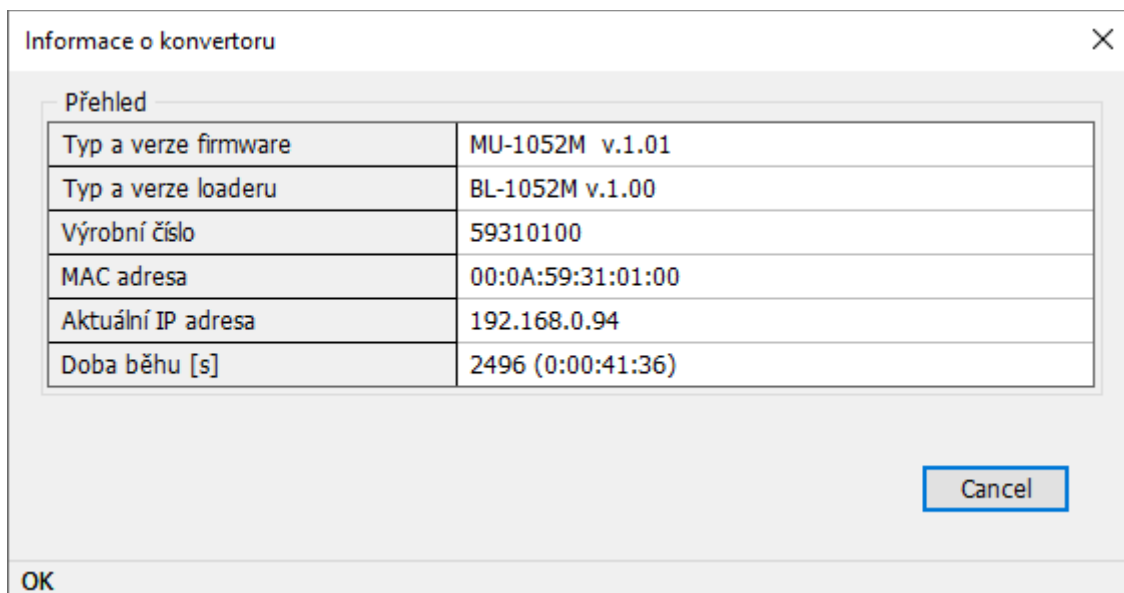 Informace o konvertoru
Přehled
Typ a verze firmware MU-1052M  v.1.01
Typ a verze loaderu BL-1052M v.1.00
Výrobní číslo 59310100
MAC adresa 00:0A:59:31:01:00
Aktuální IP adresa 192.168.0.94
Doba běhu [s] 2496 (0:00:41:36)
Cancel
OK